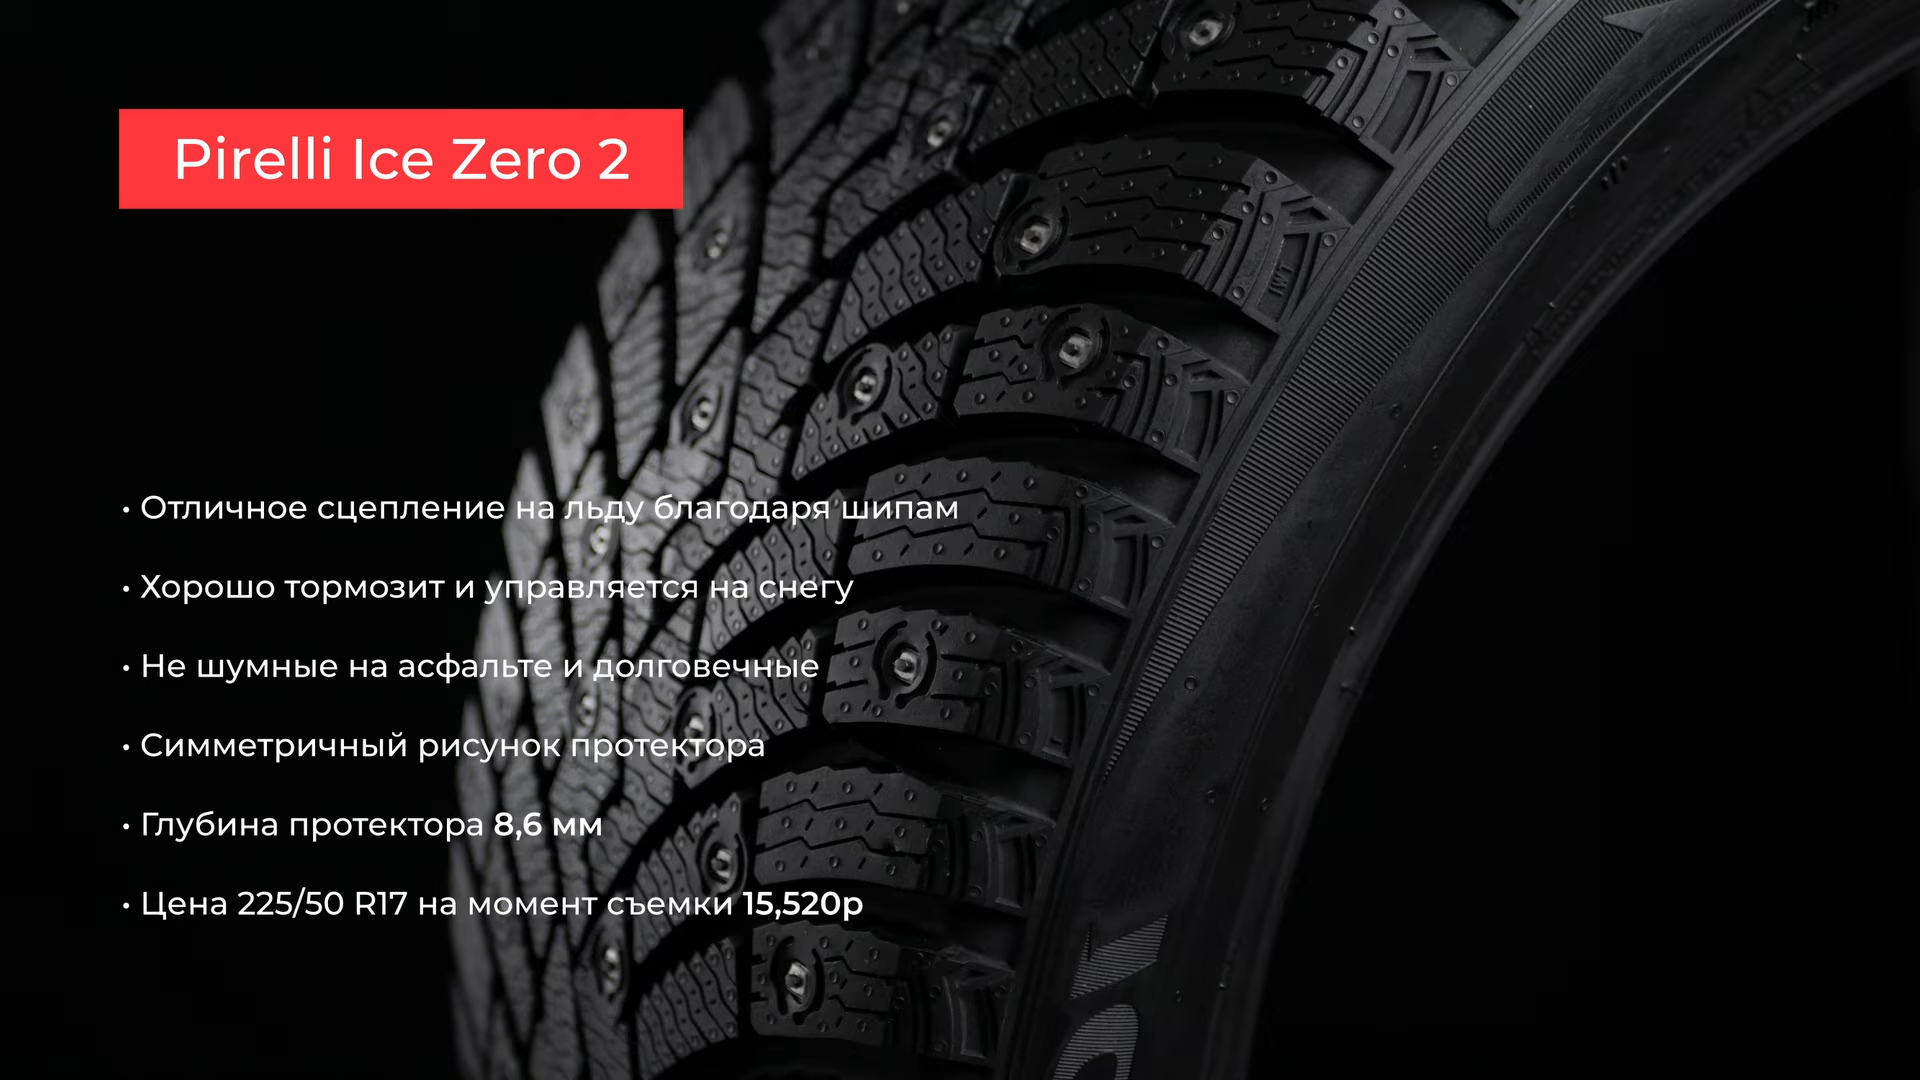 Pirelli Ice Zero 2
• Отличное сцепление на льду благодаря шипам
• Хорошо тормозит и управляется на снегу
• Не шумные на асфальте и долговечные
• Симметричный рисунок протектора
• Глубина протектора 8,6 мм
• Цена 225/50 R17 на момент съемки 15,520р